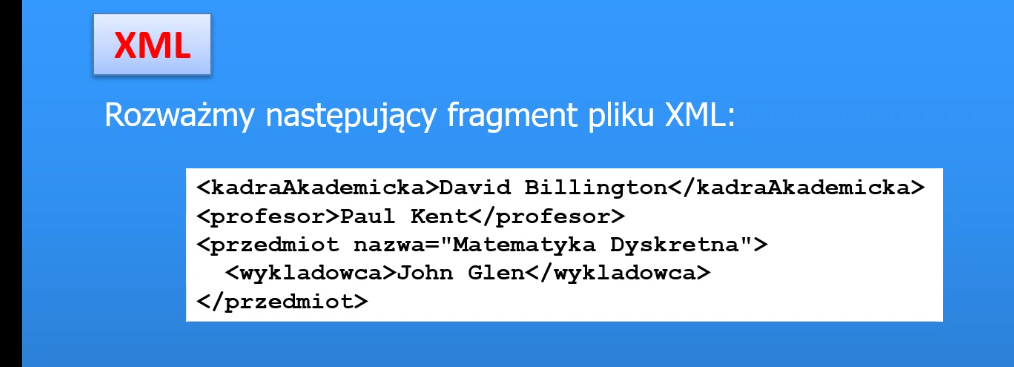 XML
Rozważmy następujący fragment pliku XML:
<kadraAkademicka>David Billington</kadraAkademicka>
<profesor>Paul Kent</profesor>
<przedmiot nazwa="Matematyka Dyskretna">
  <wykladowca>John Glen</wykladowca>
</przedmiot>